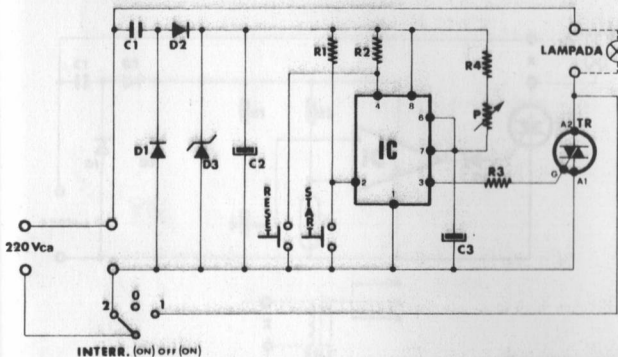 C1
D2
R1
R2
R4
LAMPADA
4
8
P
6
IC
7
A2 TR
D1
D3
C2
R3
2
3
G
A1
RESET
START
1
C3
220 Vca
2
0
1
INTERR. (ON) OFF (ON)